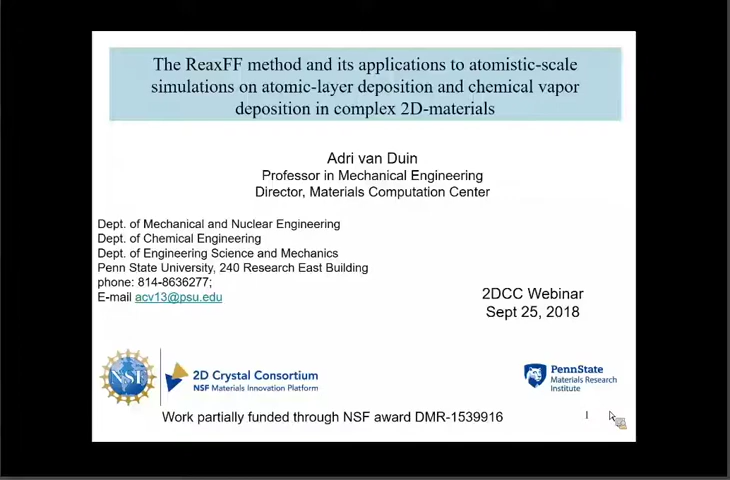 The ReaxFF method and its applications to atomistic-scale
simulations on atomic-layer deposition and chemical vapor
deposition in complex 2D-materials
Adri van Duin
Professor in Mechanical Engineering
Director, Materials Computation Center
Dept. of Mechanical and Nuclear Engineering
Dept. of Chemical Engineering
Dept. of Engineering Science and Mechanics
Penn State University, 240 Research East Building
phone: 814-8636277;
E-mail acv13@psu.edu
2DCC Webinar
Sept 25, 2018
NSF
2D Crystal Consortium
NSF Materials Innovation Platform
PennState
Materials Research
Institute
Work partially funded through NSF award DMR-1539916